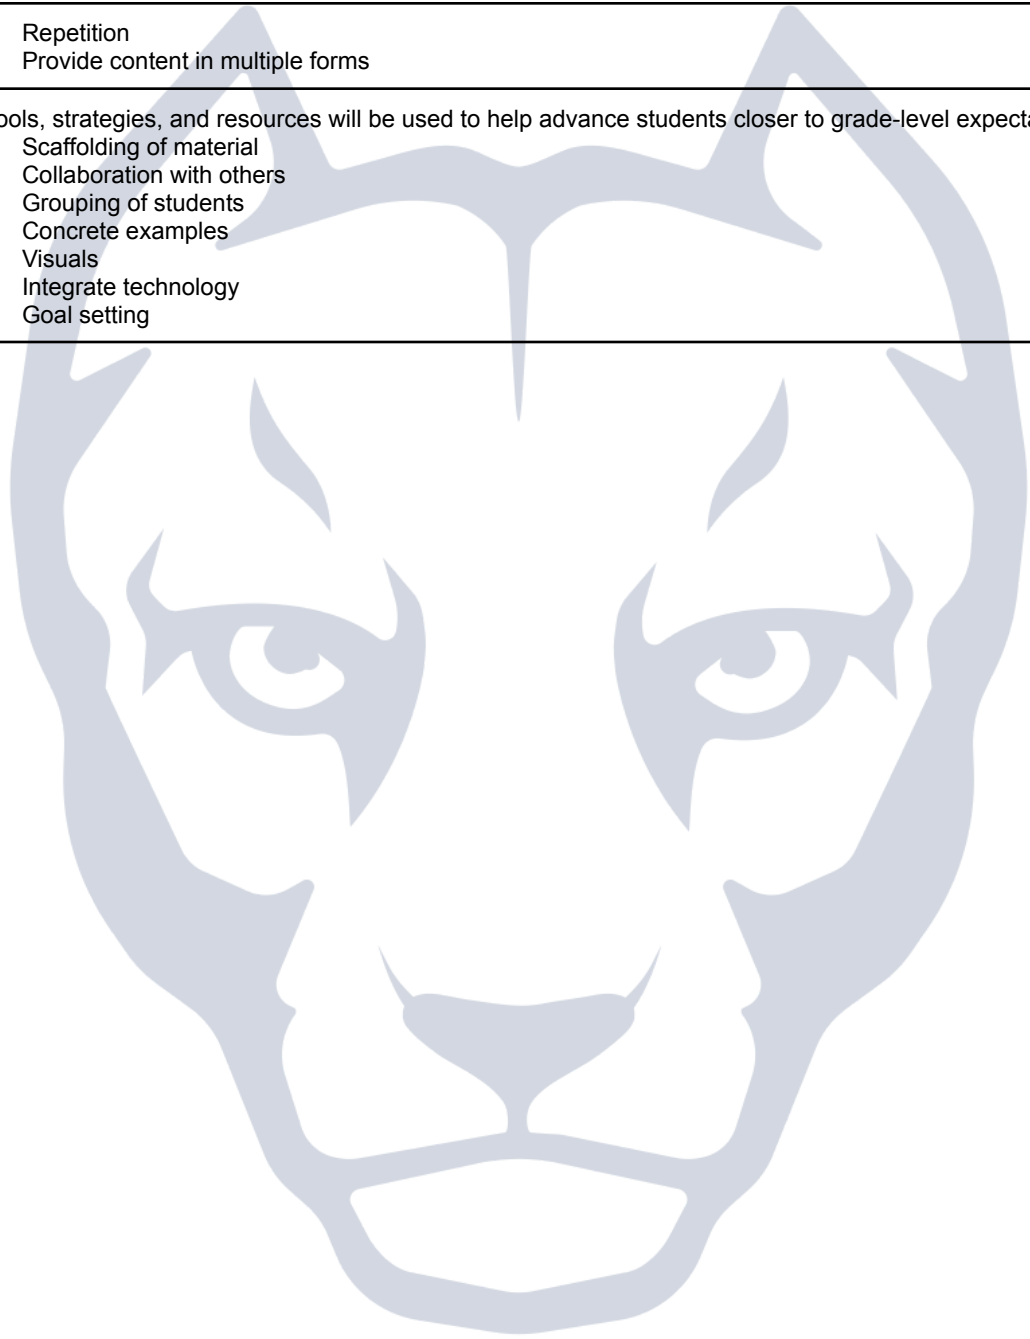 Repetition
Provide content in multiple forms
ools, strategies, and resources will be used to help advance students closer to grade-level expecta
Scaffolding of material
Collaboration with others
Grouping of students
Concrete examples
Visuals
Integrate technology
Goal setting